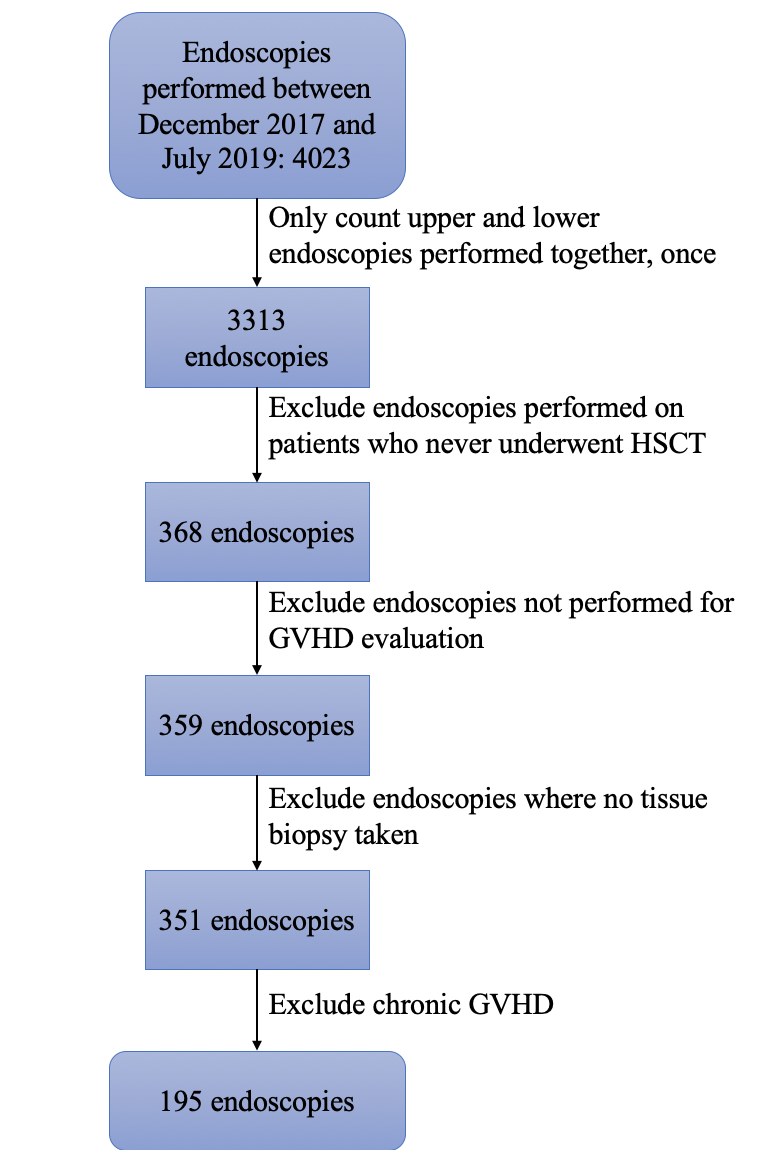 Endoscopies
performed between
December 2017 and
July 2019: 4023
Only count upper and lower
endoscopies performed together, once
3313
endoscopies
Exclude endoscopies performed on
patients who never underwent HSCT
368 endoscopies
Exclude endoscopies not performed for
GVHD evaluation
359 endoscopies
Exclude endoscopies where no tissue
biopsy taken
351 endoscopies
Exclude chronic GVHD
195 endoscopies